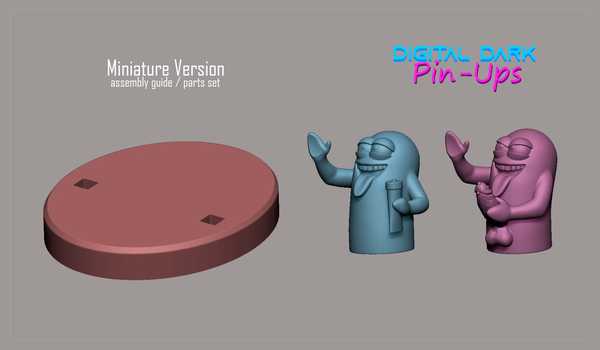 Miniature Version
assembly guide / parts set
DIGITAL DARK
Pin-Ups